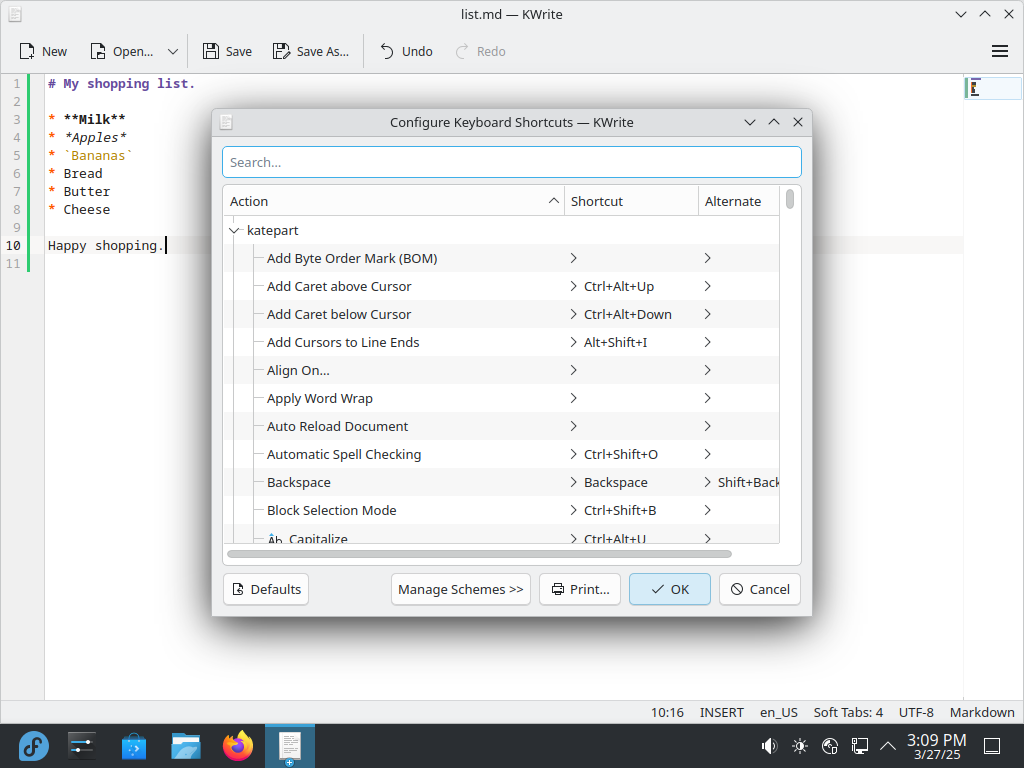 list.md — KWrite
New
Open...
Save
Save As...
Undo
Redo
1 # My shopping list.
2
3 * **Milk**
4 * *Apples*
5 * `Bananas`
6 * Bread
7 * Butter
8 * Cheese
9
10 Happy shopping.
11
Configure Keyboard Shortcuts — KWrite
Search...
Action Shortcut Alternate
katepart
Add Byte Order Mark (BOM)
Add Caret above Cursor Ctrl+Alt+Up
Add Caret below Cursor Ctrl+Alt+Down
Add Cursors to Line Ends Alt+Shift+I
Align On...
Apply Word Wrap
Auto Reload Document
Automatic Spell Checking Ctrl+Shift+O
Backspace Backspace Shift+Back
Block Selection Mode Ctrl+Shift+B
Capitalize Ctrl+Alt+U
Defaults
Manage Schemes >>
Print...
OK
Cancel
10:16 INSERT en_US Soft Tabs: 4 UTF-8 Markdown
3:09 PM
3/27/25